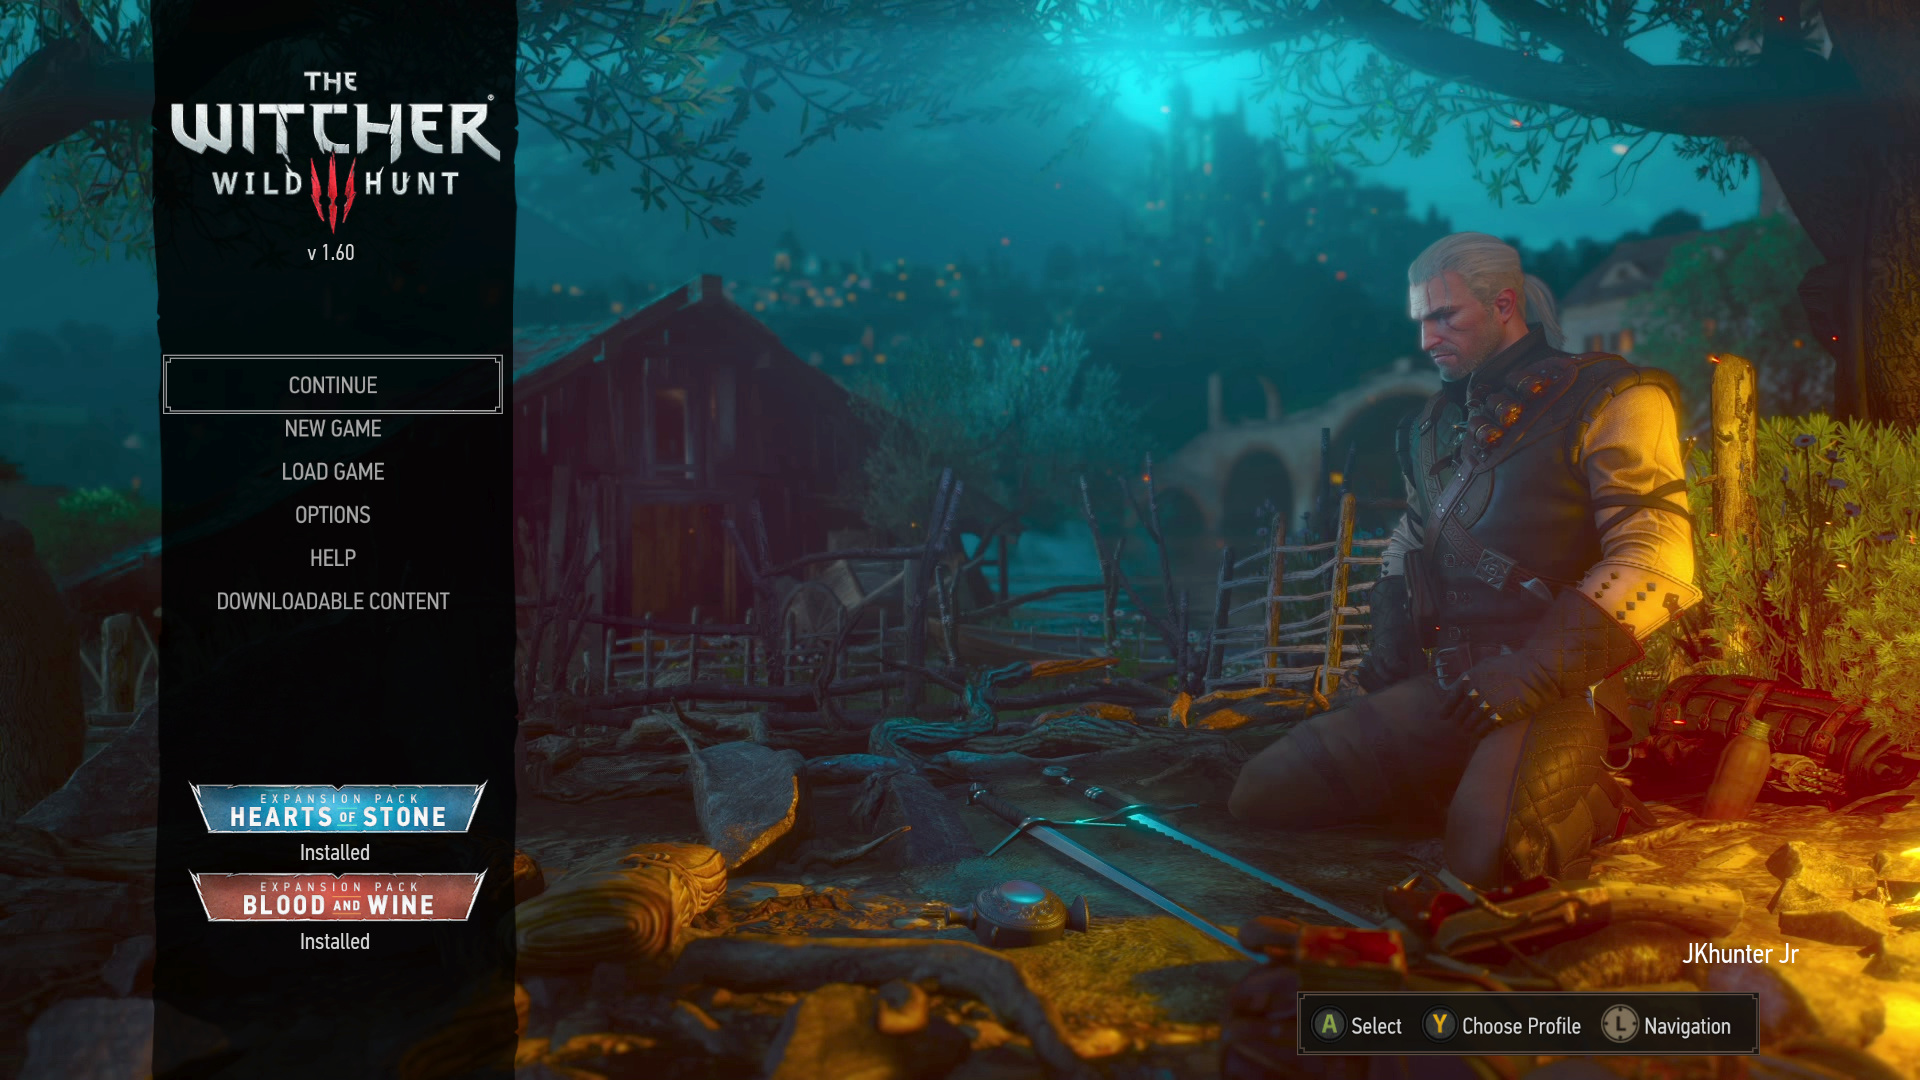 THE
WITCHER®
WILD HUNT
v 1.60
CONTINUE
NEW GAME
LOAD GAME
OPTIONS
HELP
DOWNLOADABLE CONTENT
EXPANSION PACK
HEARTS OF STONE
Installed
EXPANSION PACK
BLOOD AND WINE
Installed
JKhunter Jr
A Select Y Choose Profile L Navigation